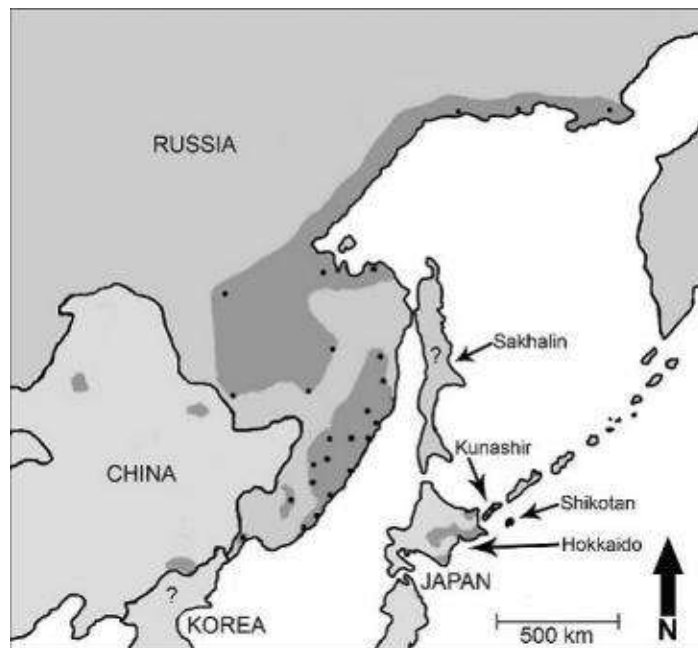 RUSSIA
?
Sakhalin
Kunashir
CHINA
Shikotan
Hokkaido
?
JAPAN
KOREA
500 km
N